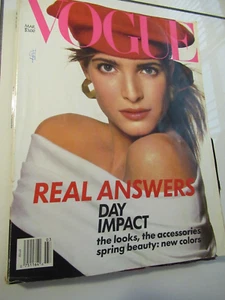 VOGUE
MAR
REAL ANSWERS
DAY
IMPACT
the looks, the accessories
spring beauty: new colors